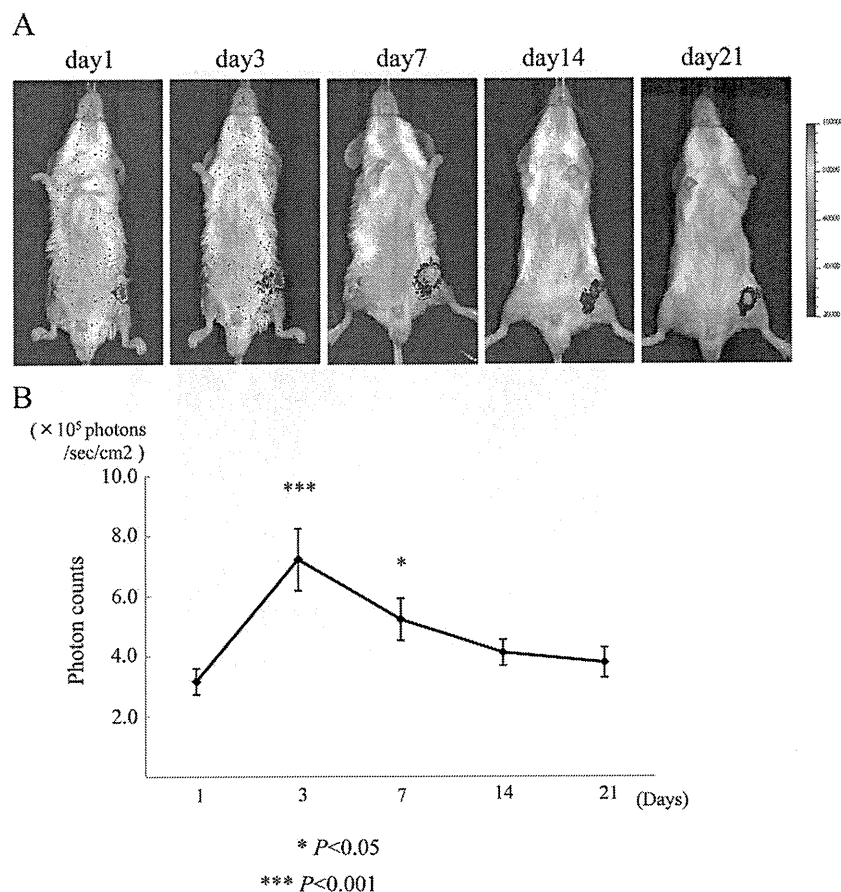 A
day1 day3 day7 day14 day21
B
( × 10⁵ photons
/sec/cm2 )
10.0
8.0
6.0
4.0
2.0
Photon counts
*** 
*
1 3 7 14 21 (Days)
* P<0.05
*** P<0.001